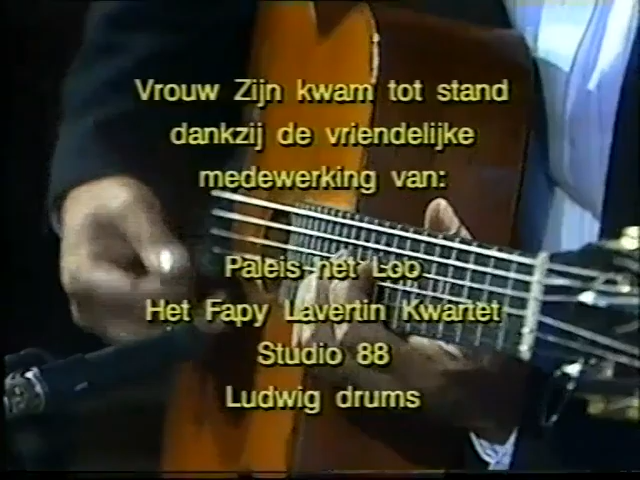 Vrouw Zijn kwam tot stand
dankzij de vriendelijke
medewerking van:
Paleis het Loo
Het Fapy Lavertin Kwartet
Studio 88
Ludwig drums